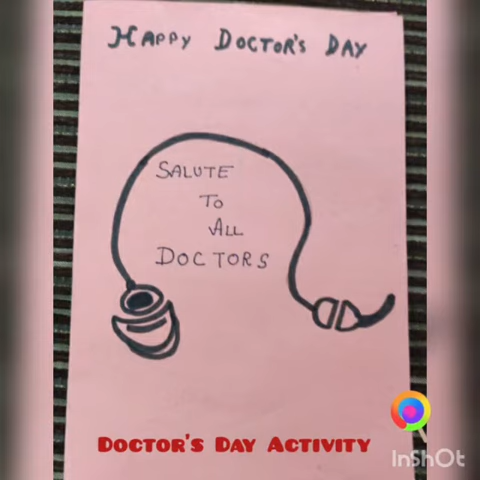 Happy Doctor's Day
Salute
To
All
Doctors
Doctor's Day Activity
InShOt